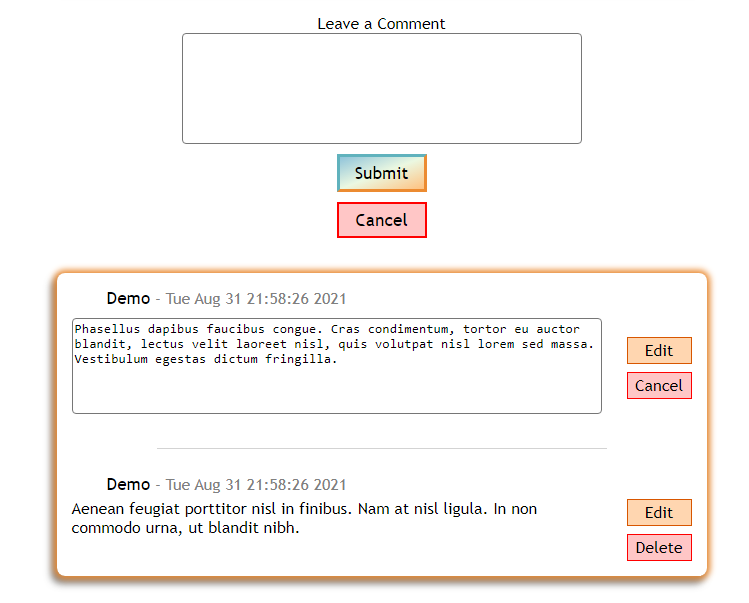 Leave a Comment
Submit
Cancel
Demo - Tue Aug 31 21:58:26 2021
Phasellus dapibus faucibus congue. Cras condimentum, tortor eu auctor
blandit, lectus velit laoreet nisl, quis volutpat nisl lorem sed massa.
Vestibulum egestas dictum fringilla.
Edit
Cancel
Demo - Tue Aug 31 21:58:26 2021
Aenean feugiat porttitor nisl in finibus. Nam at nisl ligula. In non
commodo urna, ut blandit nibh.
Edit
Delete